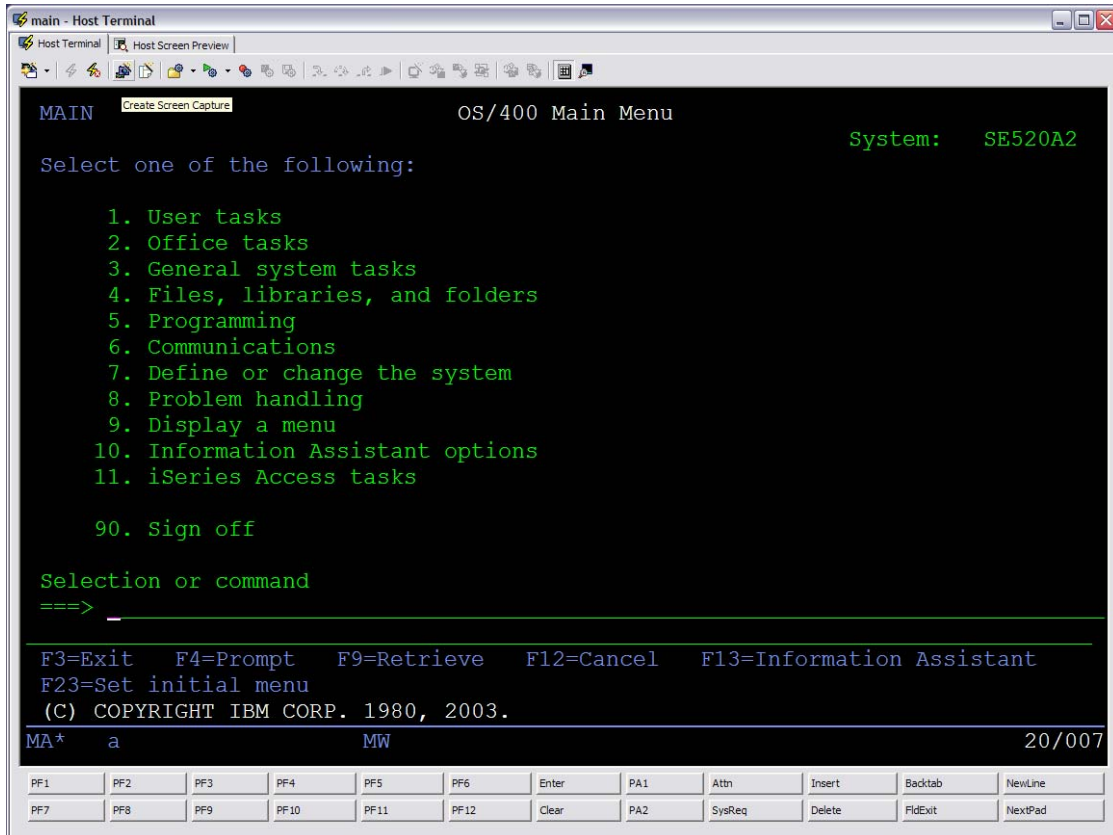 main - Host Terminal
Host Terminal Host Screen Preview
Create Screen Capture
MAIN OS/400 Main Menu
System: SE520A2
Select one of the following:
1. User tasks
2. Office tasks
3. General system tasks
4. Files, libraries, and folders
5. Programming
6. Communications
7. Define or change the system
8. Problem handling
9. Display a menu
10. Information Assistant options
11. iSeries Access tasks
90. Sign off
Selection or command
===> _
F3=Exit F4=Prompt F9=Retrieve F12=Cancel F13=Information Assistant
F23=Set initial menu
(C) COPYRIGHT IBM CORP. 1980, 2003.
MA* a MW 20/007
PF1 PF2 PF3 PF4 PF5 PF6 Enter PA1 Attn Insert Backtab NewLine
PF7 PF8 PF9 PF10 PF11 PF12 Clear PA2 SysReq Delete FldExit NextPad